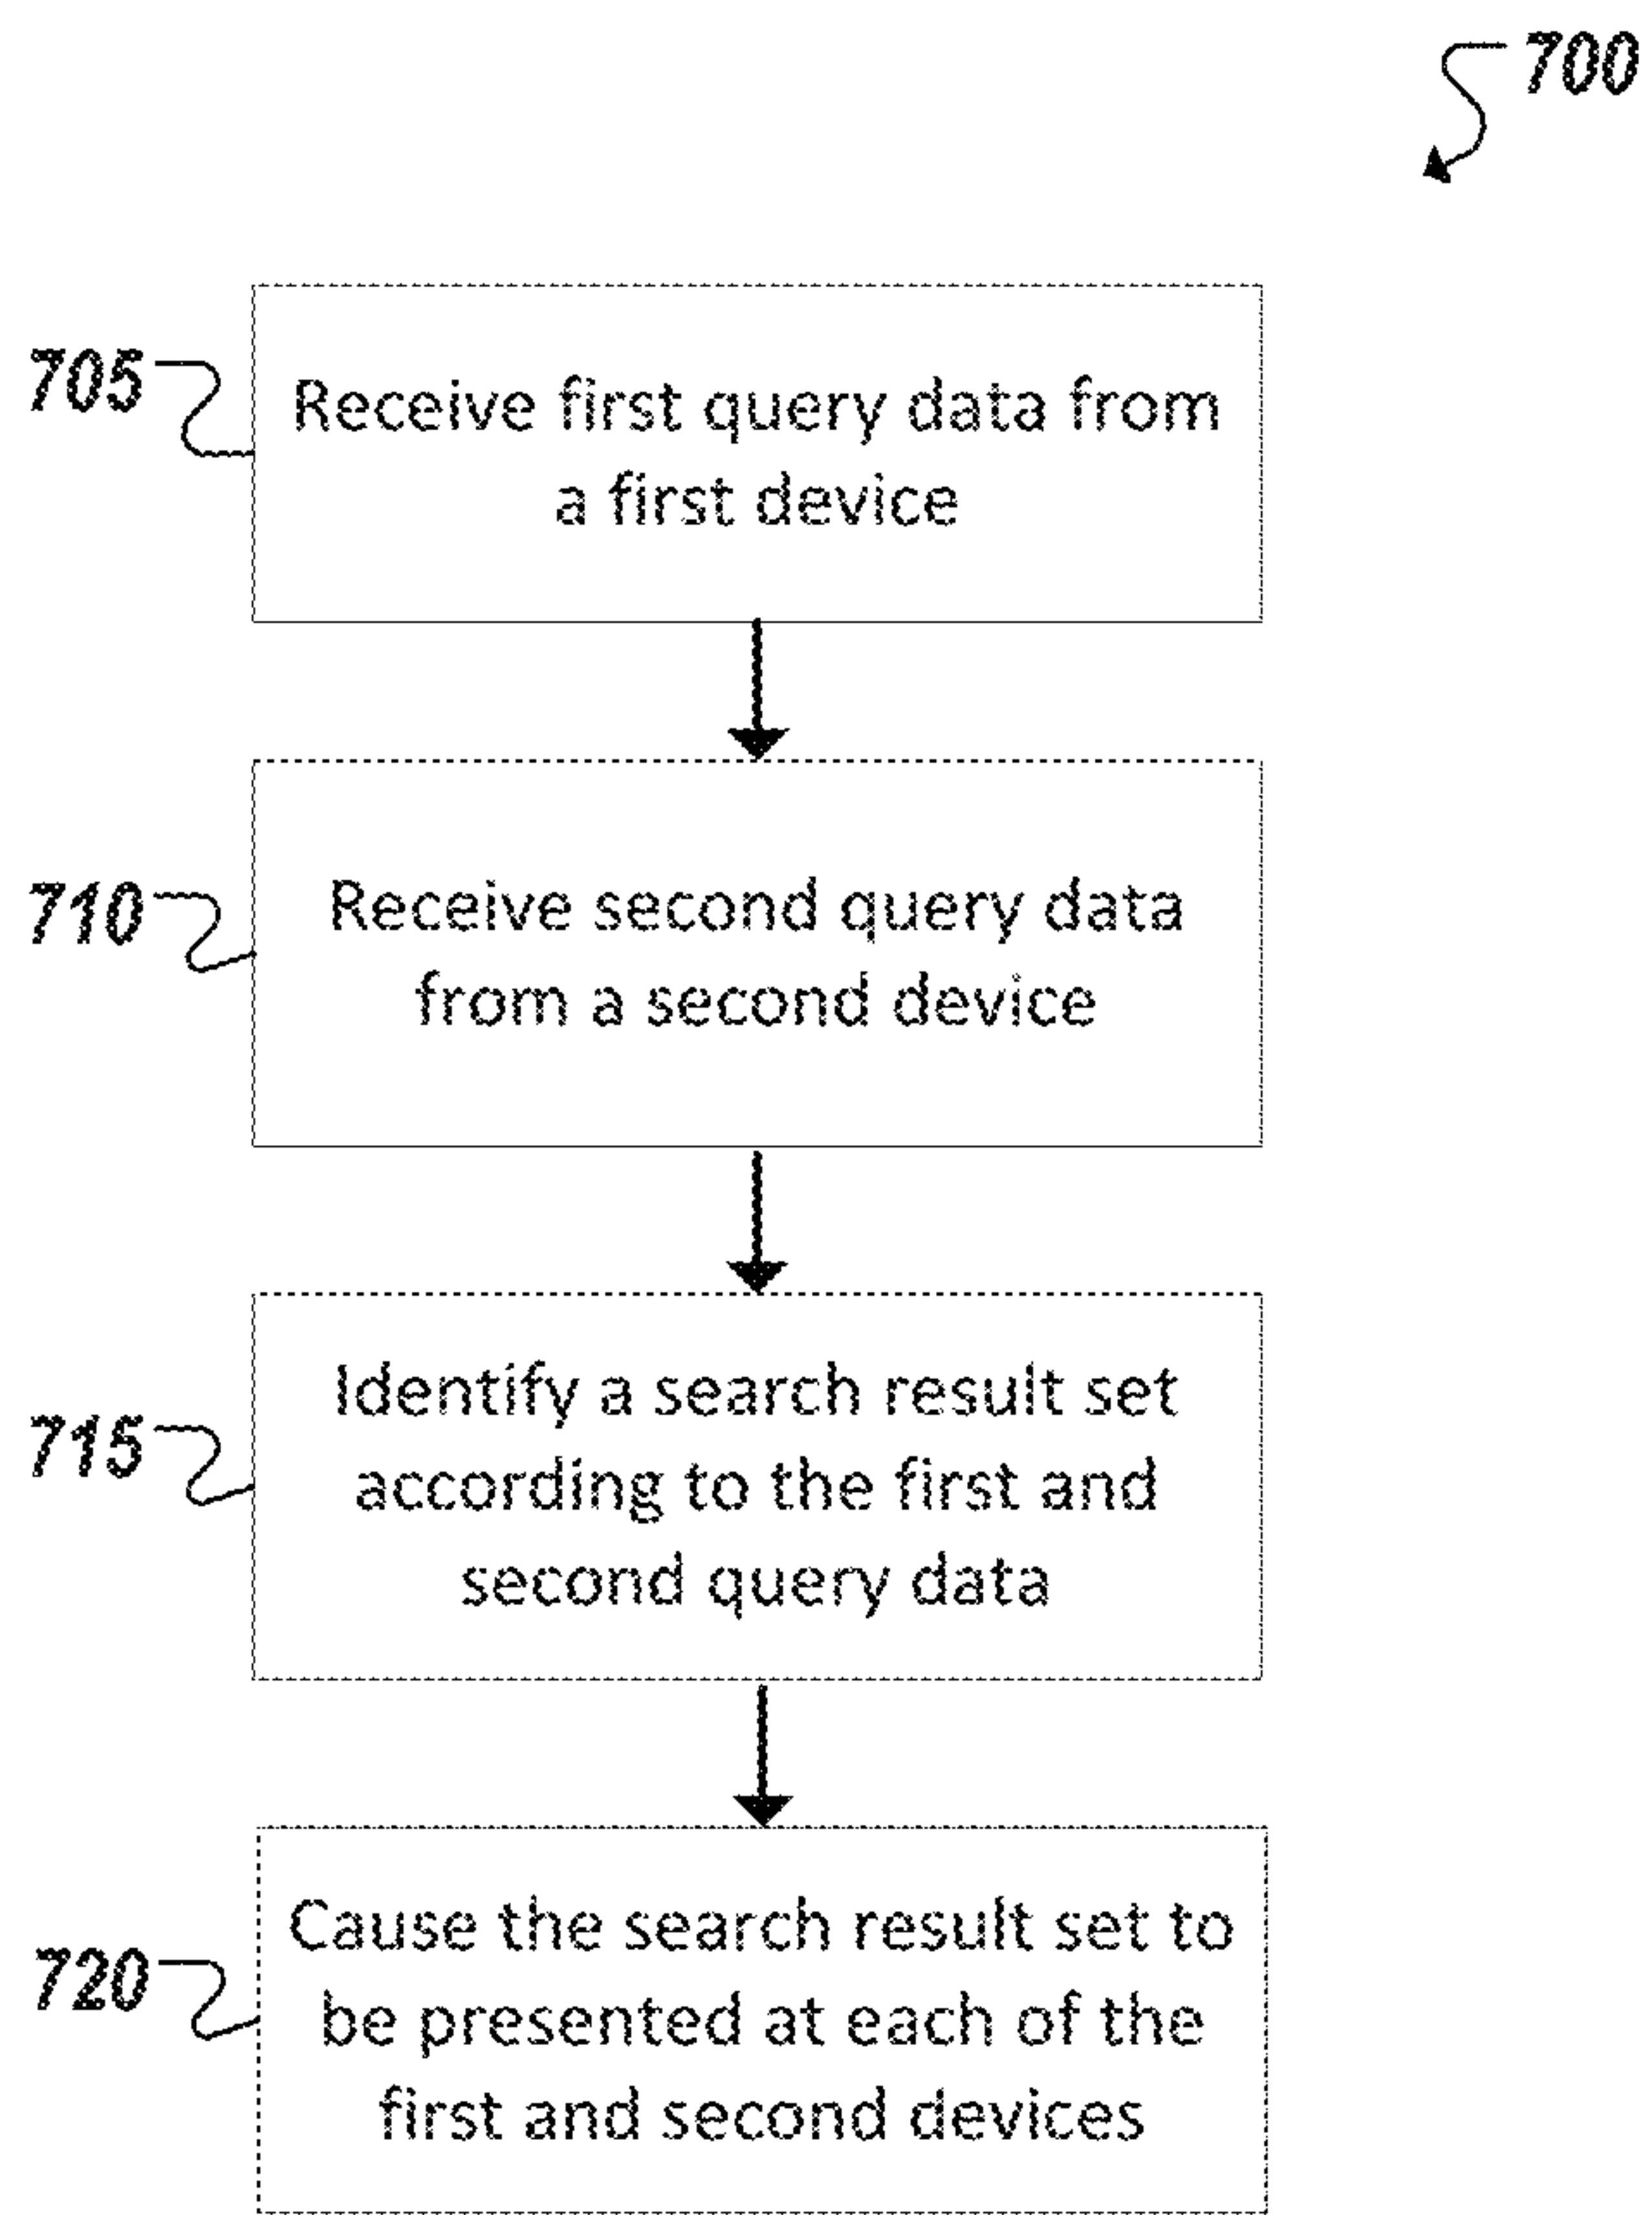 700
705
Receive first query data from
a first device
710
Receive second query data
from a second device
715
Identify a search result set
according to the first and
second query data
720
Cause the search result set to
be presented at each of the
first and second devices